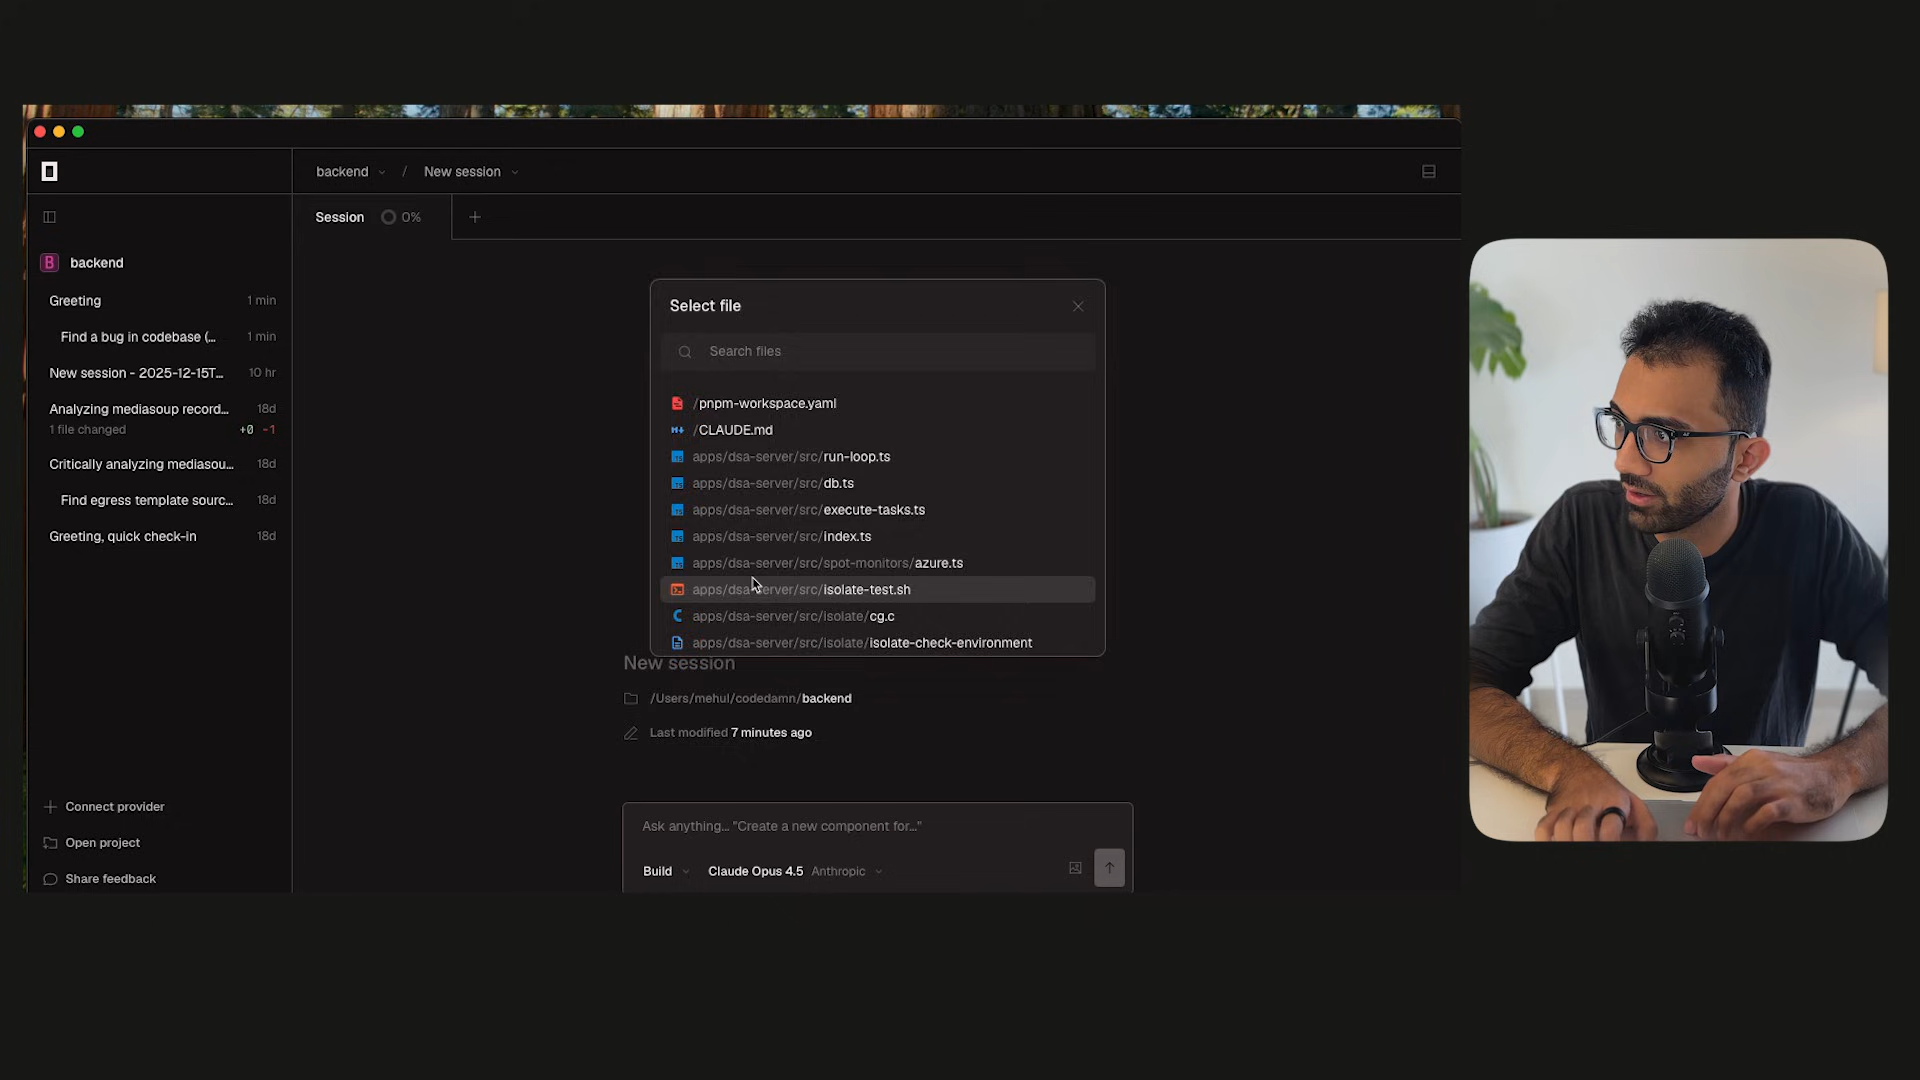 backend / New session
Session 0%
B backend
Greeting 1 min
Find a bug in codebase (... 1 min
New session - 2025-12-15T... 10 hr
Analyzing mediasoup record... 18d
1 file changed +0 -1
Critically analyzing mediasou... 18d
Find egress template sourc... 18d
Greeting, quick check-in 18d
Connect provider
Open project
Share feedback
Select file
Search files
/pnpm-workspace.yaml
/CLAUDE.md
apps/dsa-server/src/run-loop.ts
apps/dsa-server/src/db.ts
apps/dsa-server/src/execute-tasks.ts
apps/dsa-server/src/index.ts
apps/dsa-server/src/spot-monitors/azure.ts
apps/dsa-server/src/isolate-test.sh
apps/dsa-server/src/isolate/cg.c
apps/dsa-server/src/isolate/isolate-check-environment
New session
/Users/mehul/codedamn/backend
Last modified 7 minutes ago
Ask anything... "Create a new component for..."
Build Claude Opus 4.5 Anthropic